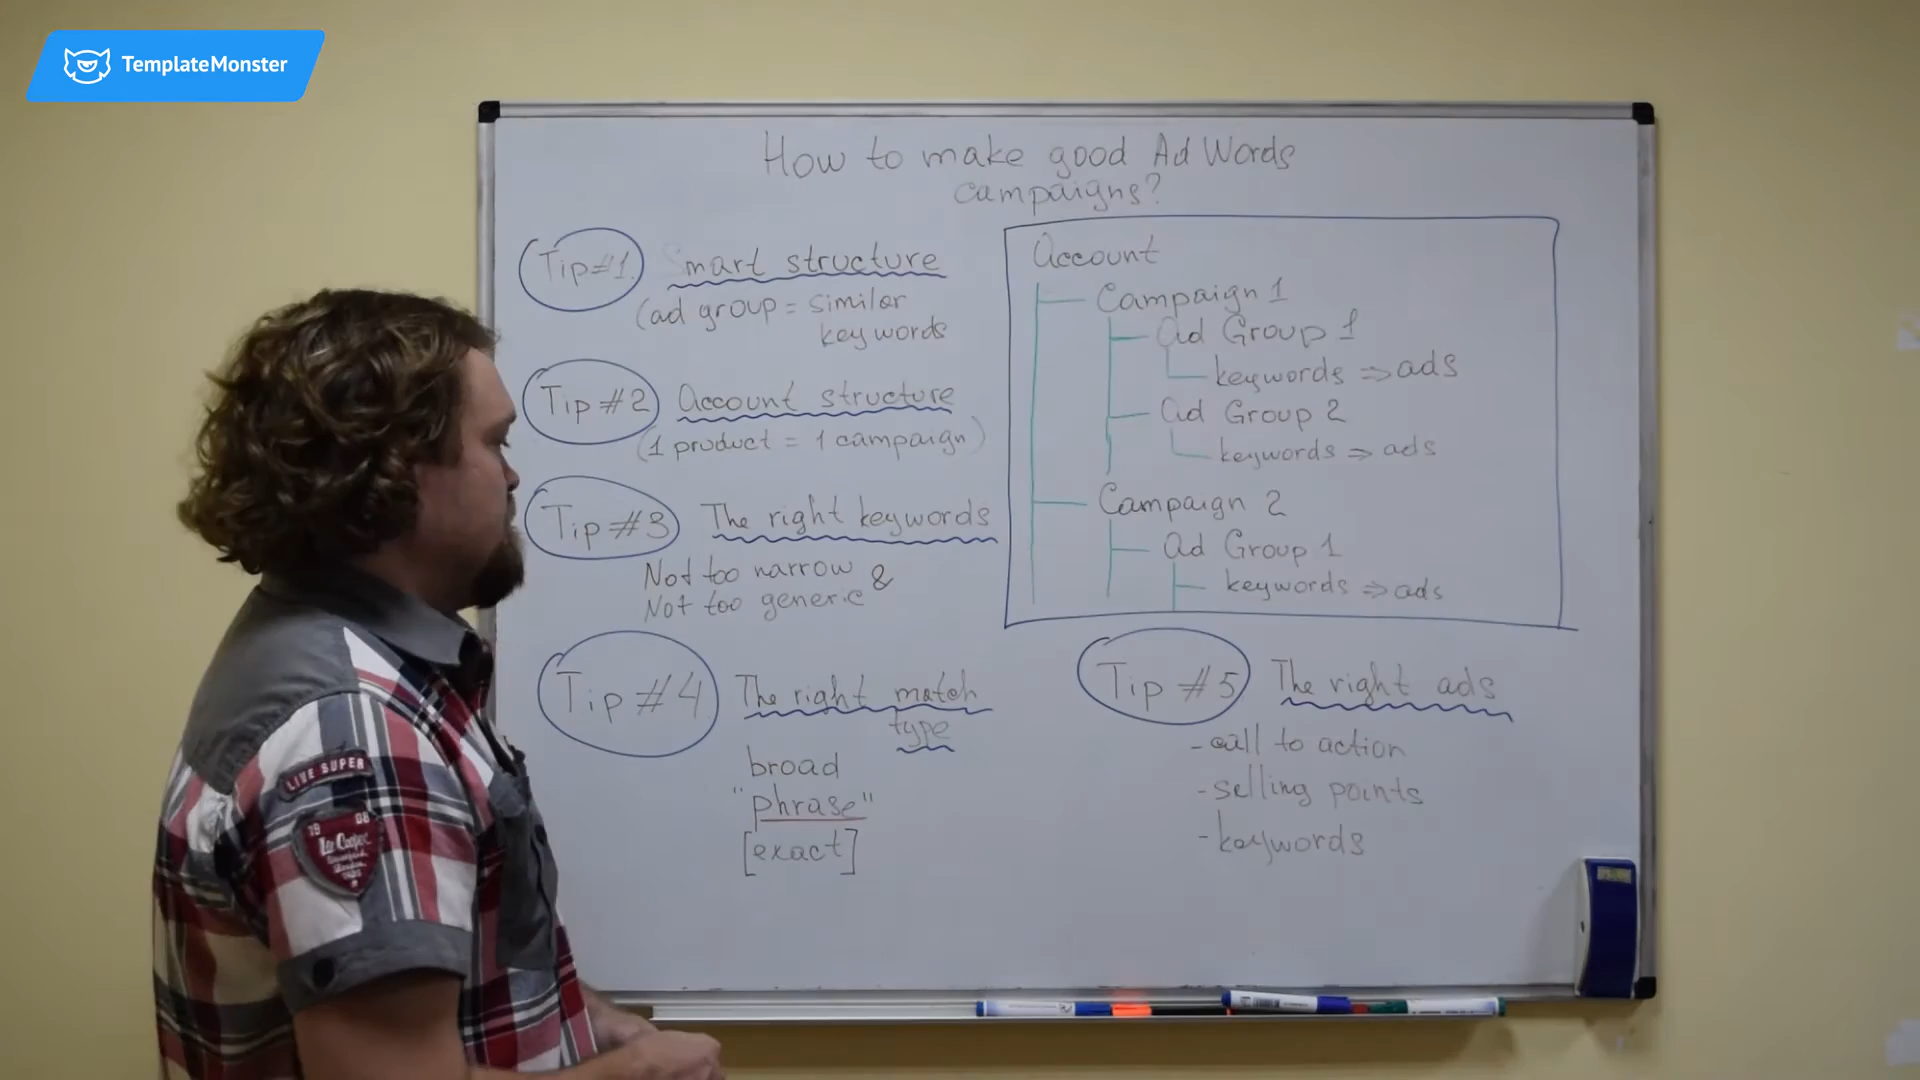 TemplateMonster
How to make good Ad Words
campaigns?
Tip #1. Smart structure
(ad group = similar
keywords
Tip #2 Account structure
(1 product = 1 campaign)
Tip #3 The right keywords
Not too narrow &
Not too generic
Tip #4 The right match
type
broad
"phrase"
[exact]
Account
Campaign 1
ad Group 1
keywords => ads
ad Group 2
keywords => ads
Campaign 2
ad Group 1
keywords => ads
Tip #5 The right ads
- call to action
- selling points
- keywords
LIVE SUPER
19 08
Lee Cooper